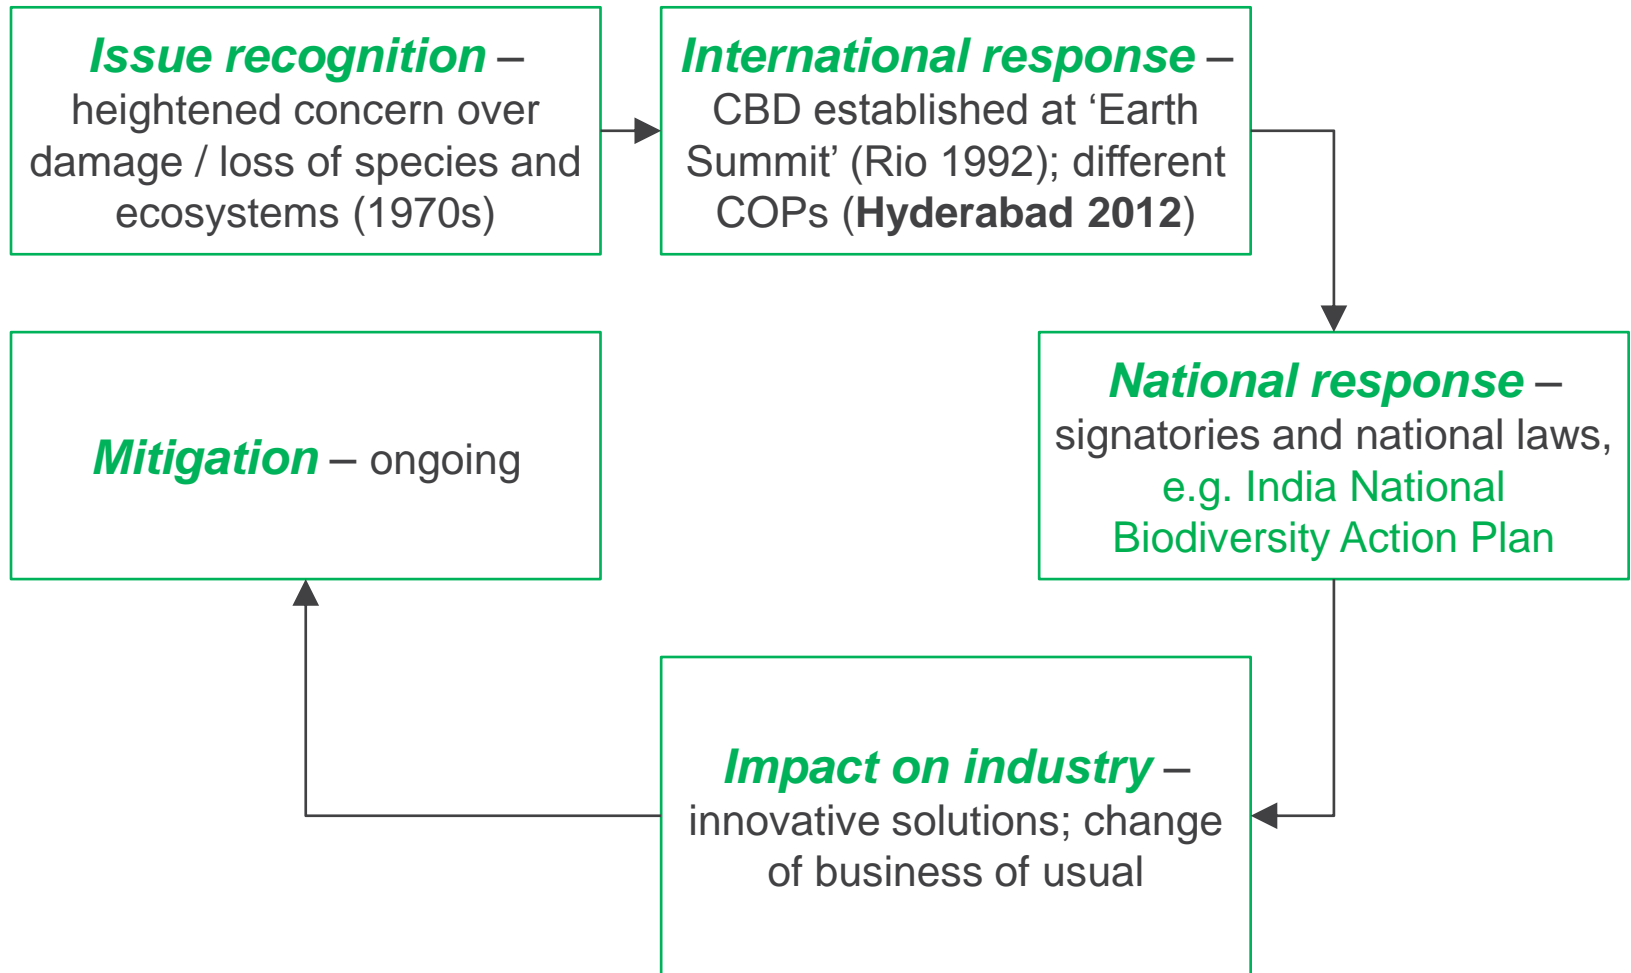 Issue recognition –
heightened concern over
damage / loss of species and
ecosystems (1970s)
International response –
CBD established at ‘Earth
Summit’ (Rio 1992); different
COPs (Hyderabad 2012)
National response –
signatories and national laws,
e.g. India National
Biodiversity Action Plan
Impact on industry –
innovative solutions; change
of business of usual
Mitigation – ongoing